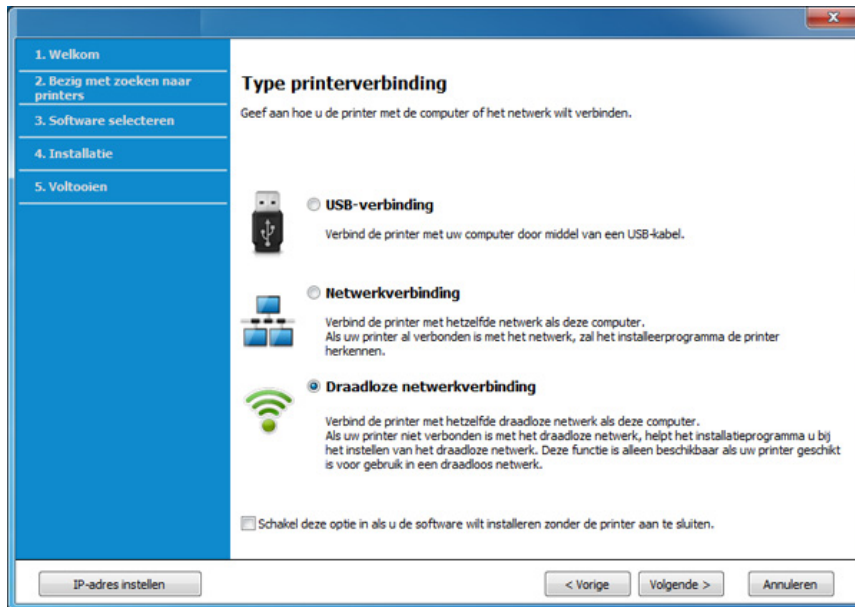 1. Welkom
2. Bezig met zoeken naar
printers
3. Software selecteren
4. Installatie
5. Voltooien
Type printerverbinding
Geef aan hoe u de printer met de computer of het netwerk wilt verbinden.
USB-verbinding
Verbind de printer met uw computer door middel van een USB-kabel.
Netwerkverbinding
Verbind de printer met hetzelfde netwerk als deze computer.
Als uw printer al verbonden is met het netwerk, zal het installeerprogramma de printer
herkennen.
Draadloze netwerkverbinding
Verbind de printer met hetzelfde draadloze netwerk als deze computer.
Als uw printer niet verbonden is met het draadloze netwerk, helpt het installatieprogramma u bij
het instellen van het draadloze netwerk. Deze functie is alleen beschikbaar als uw printer geschikt
is voor gebruik in een draadloos netwerk.
Schakel deze optie in als u de software wilt installeren zonder de printer aan te sluiten.
IP-adres instellen
< Vorige
Volgende >
Annuleren